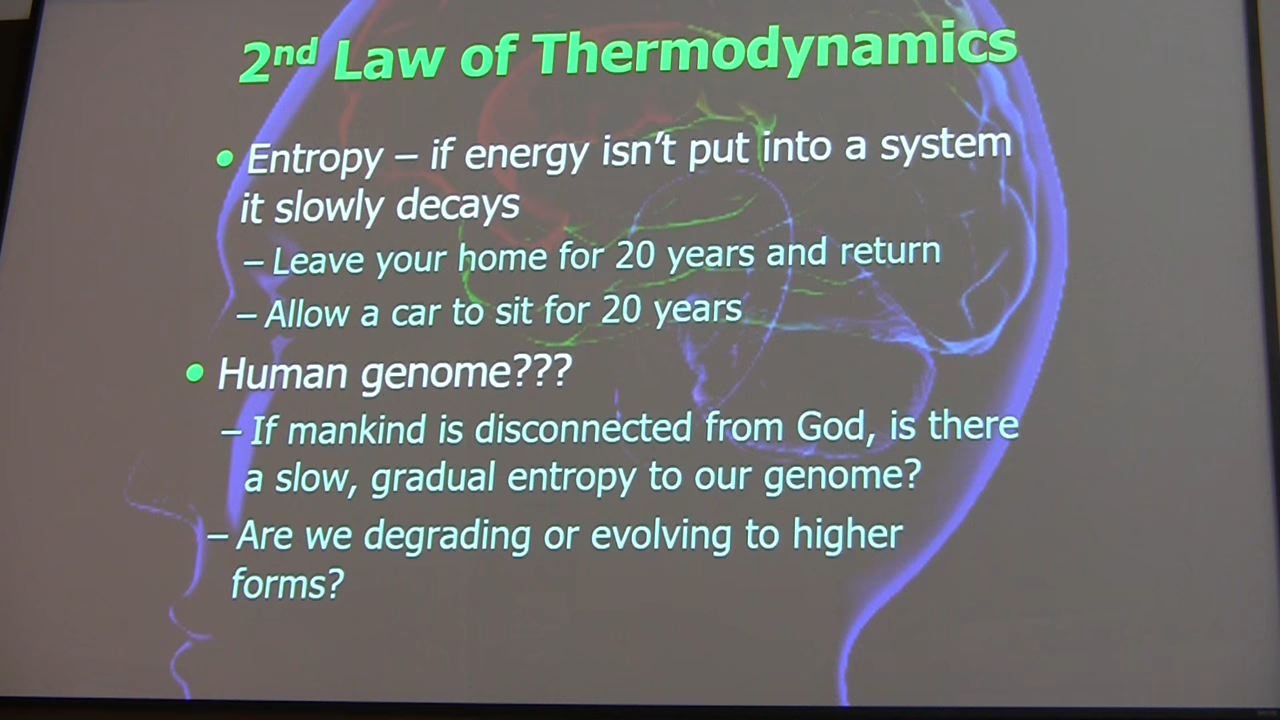 2nd Law of Thermodynamics
• Entropy – if energy isn't put into a system
it slowly decays
– Leave your home for 20 years and return
– Allow a car to sit for 20 years
• Human genome???
– If mankind is disconnected from God, is there
a slow, gradual entropy to our genome?
– Are we degrading or evolving to higher
forms?